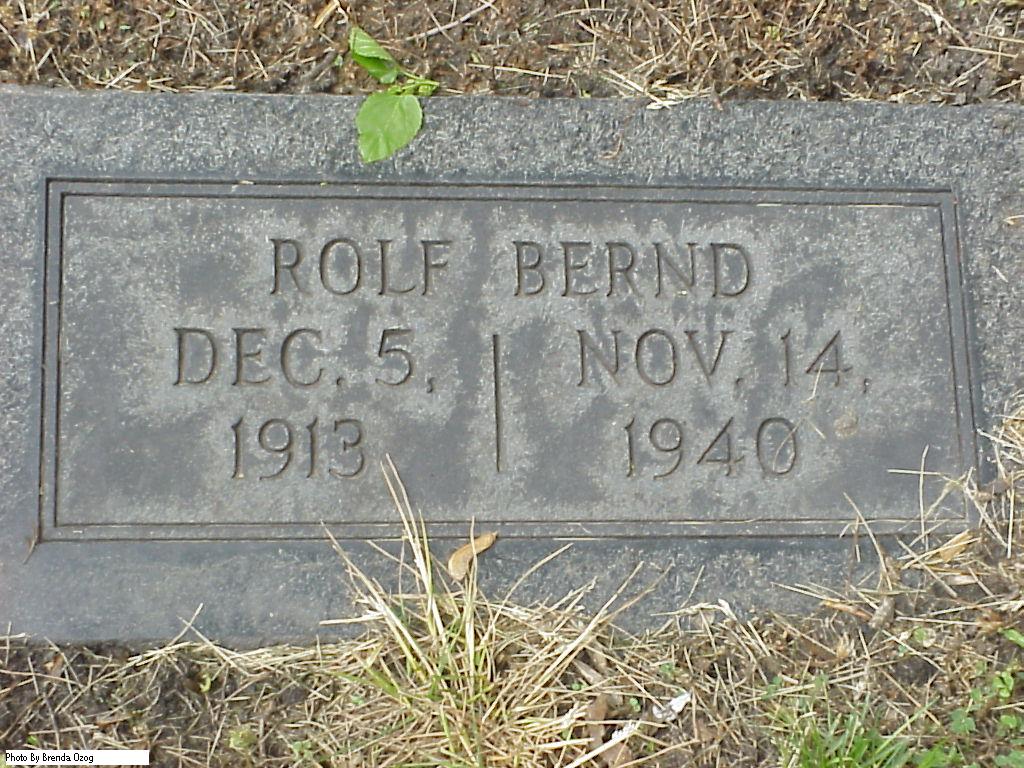 ROLF BERND
DEC. 5, NOV. 14,
1913 1940
Photo By Brenda Ozog